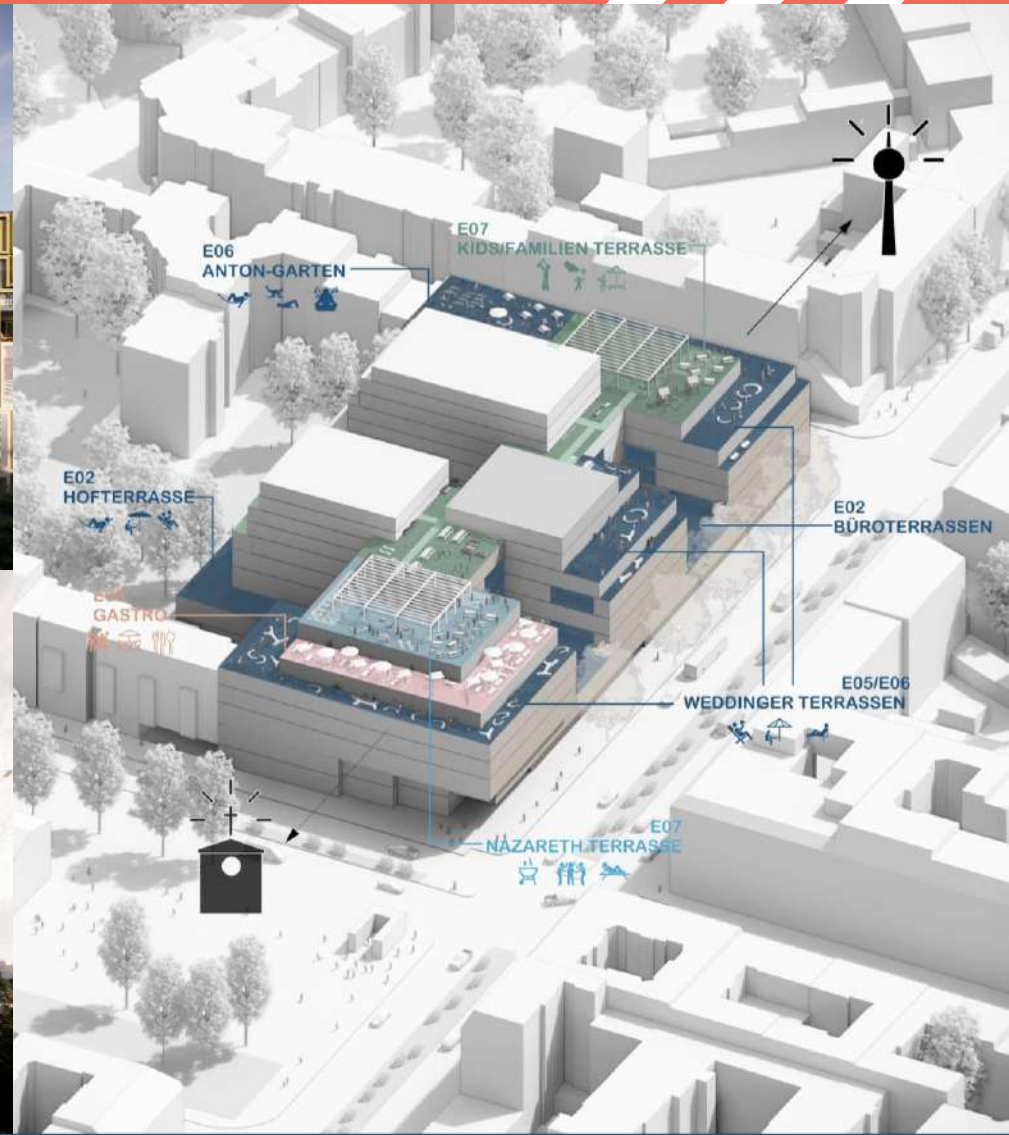 E07
KIDS/FAMILIEN TERRASSE
E06
ANTON-GARTEN
E02
HOFTERRASSE
E02
BÜROTERRASSEN
GASTRO
E05/E06
WEDDINGER TERRASSEN
E07
NAZARETH TERRASSE